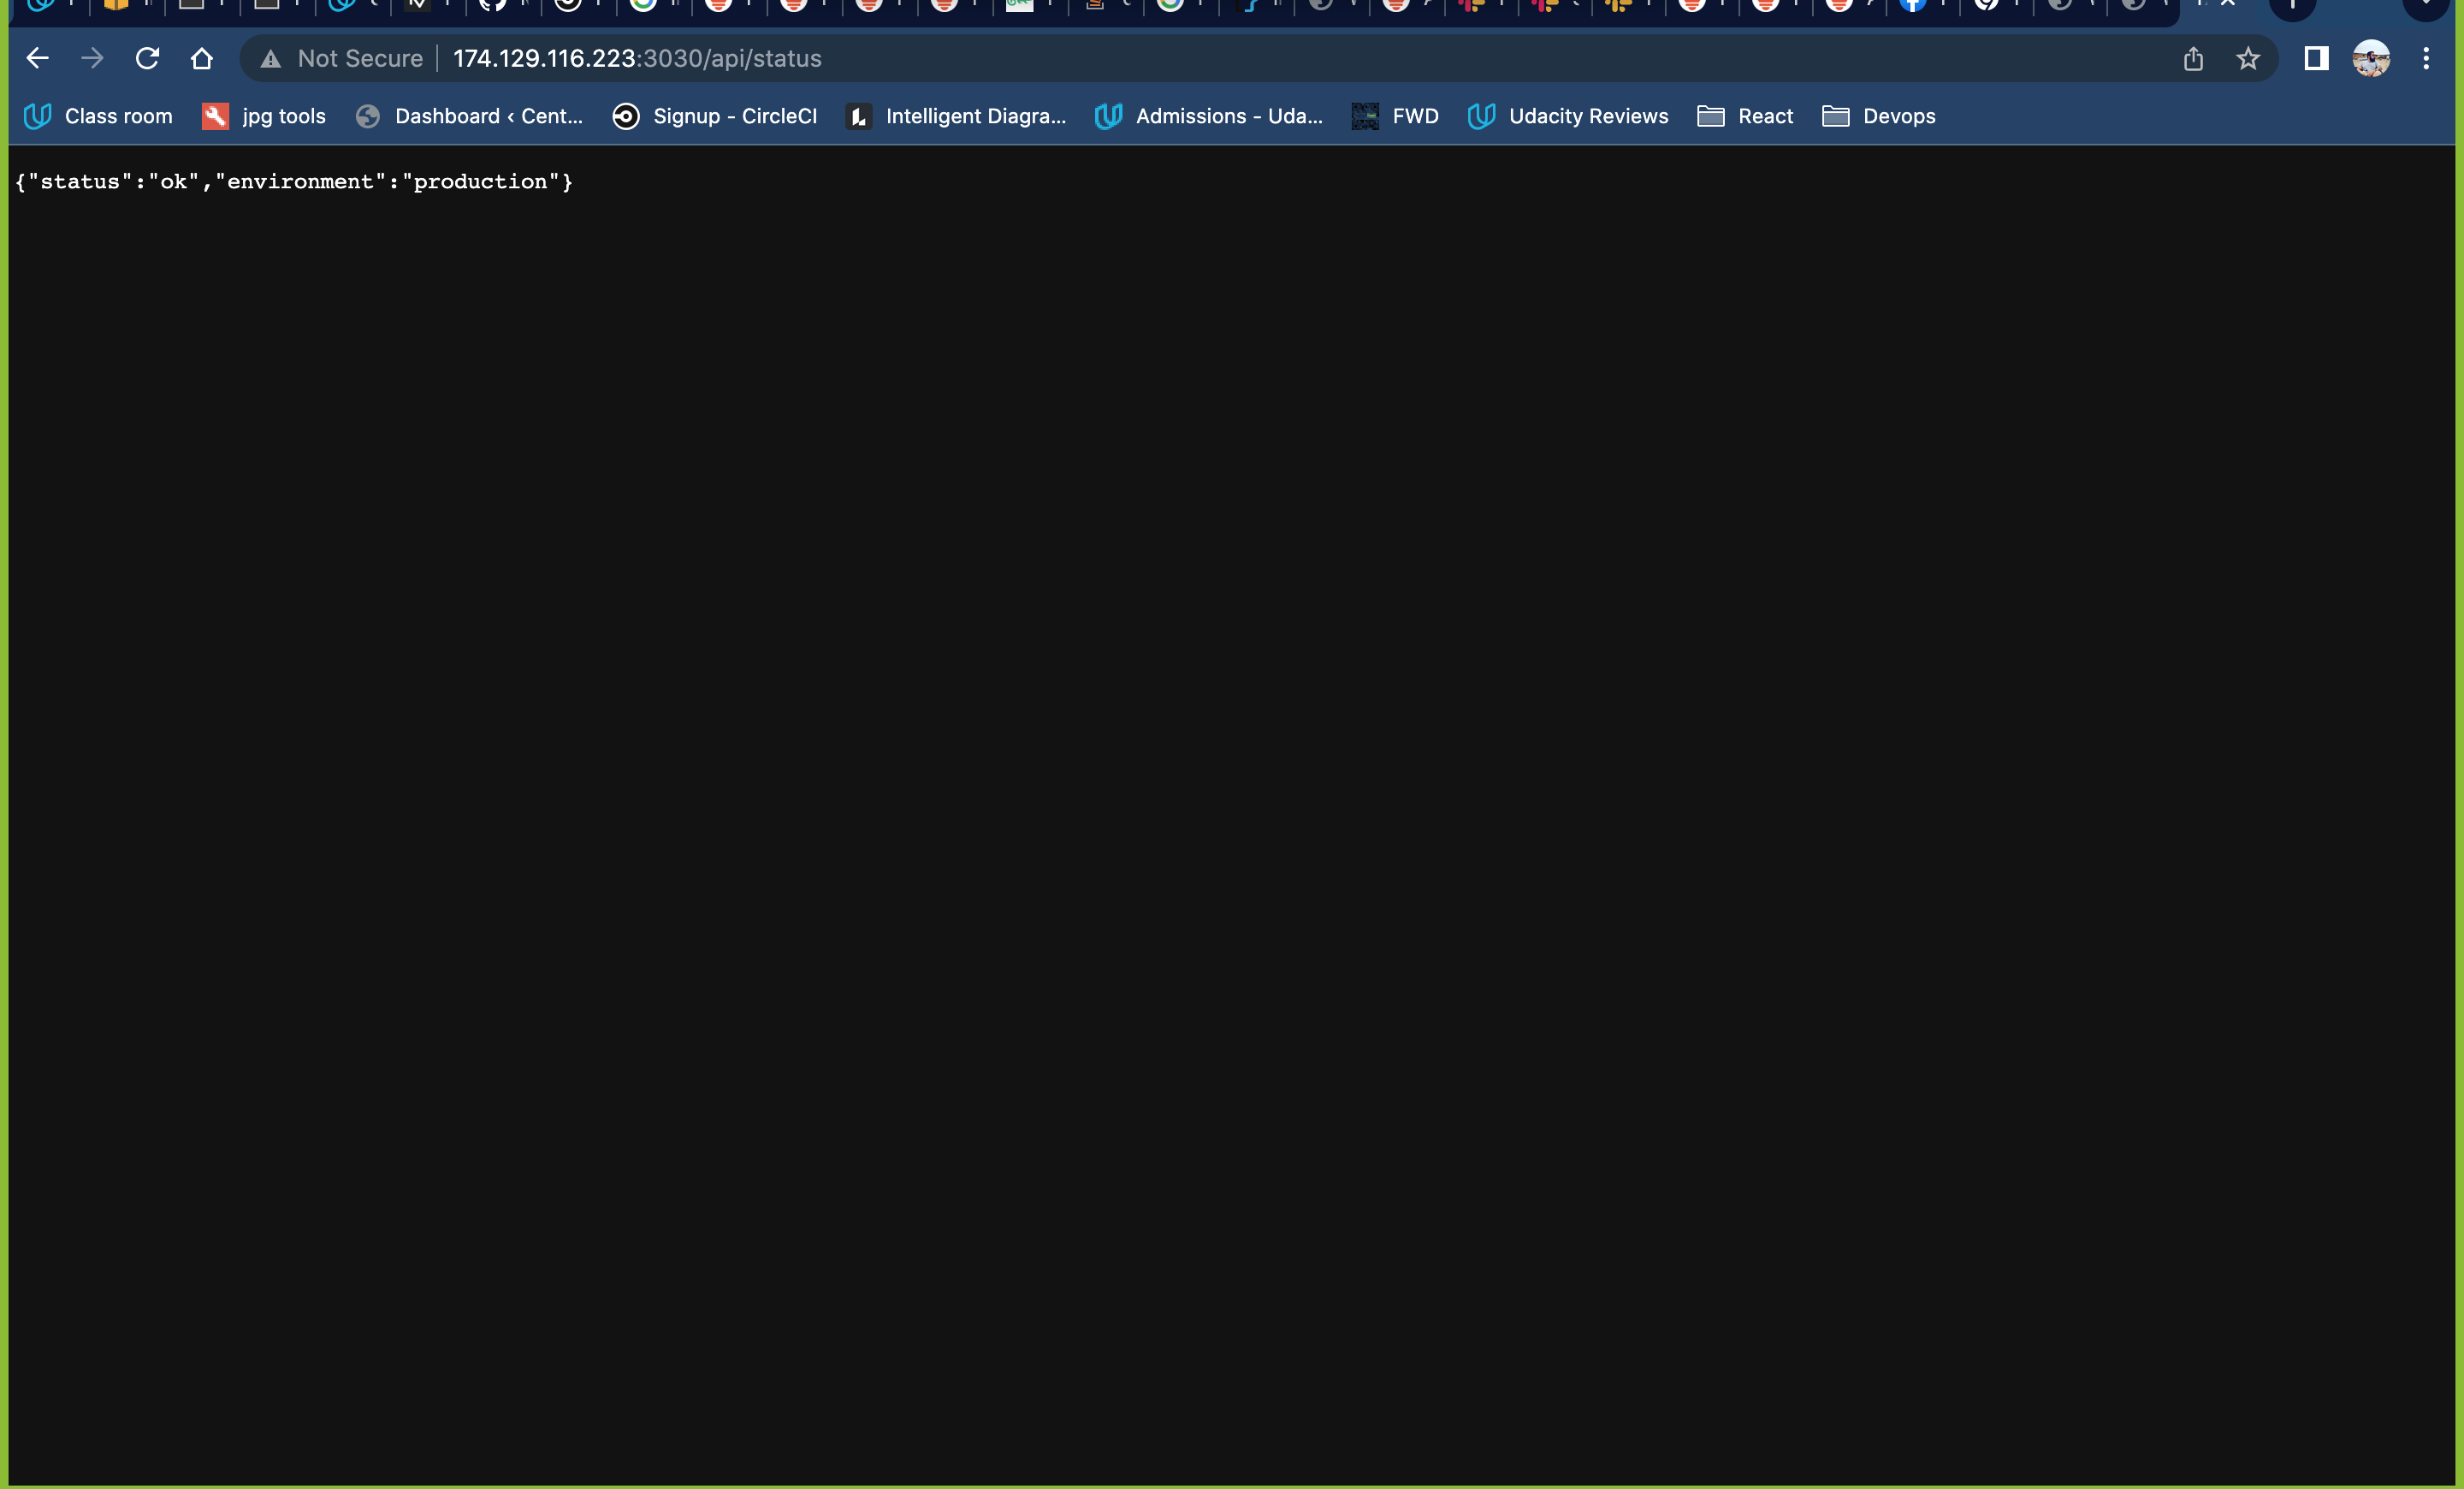 Not Secure 174.129.116.223:3030/api/status
Class room jpg tools Dashboard ‹ Cent... Signup - CircleCI Intelligent Diagra... Admissions - Uda... FWD Udacity Reviews React Devops
{"status":"ok","environment":"production"}